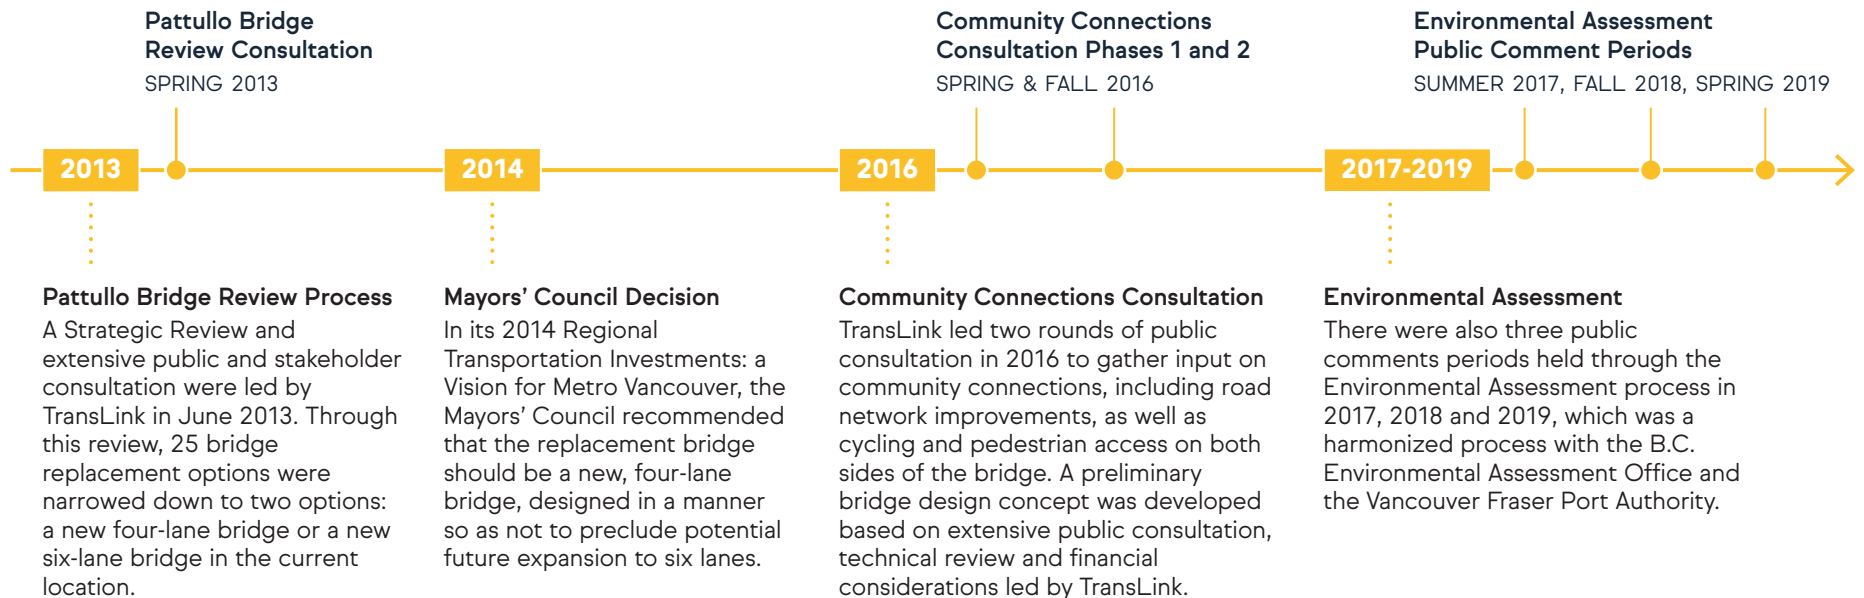 Pattullo Bridge
Review Consultation
SPRING 2013
Community Connections
Consultation Phases 1 and 2
SPRING & FALL 2016
Environmental Assessment
Public Comment Periods
SUMMER 2017, FALL 2018, SPRING 2019
2013
2014
2016
2017-2019
Pattullo Bridge Review Process
A Strategic Review and
extensive public and stakeholder
consultation were led by
TransLink in June 2013. Through
this review, 25 bridge
replacement options were
narrowed down to two options:
a new four-lane bridge or a new
six-lane bridge in the current
location.
Mayors’ Council Decision
In its 2014 Regional
Transportation Investments: a
Vision for Metro Vancouver, the
Mayors’ Council recommended
that the replacement bridge
should be a new, four-lane
bridge, designed in a manner
so as not to preclude potential
future expansion to six lanes.
Community Connections Consultation
TransLink led two rounds of public
consultation in 2016 to gather input on
community connections, including road
network improvements, as well as
cycling and pedestrian access on both
sides of the bridge. A preliminary
bridge design concept was developed
based on extensive public consultation,
technical review and financial
considerations led by TransLink.
Environmental Assessment
There were also three public
comments periods held through the
Environmental Assessment process in
2017, 2018 and 2019, which was a
harmonized process with the B.C.
Environmental Assessment Office and
the Vancouver Fraser Port Authority.